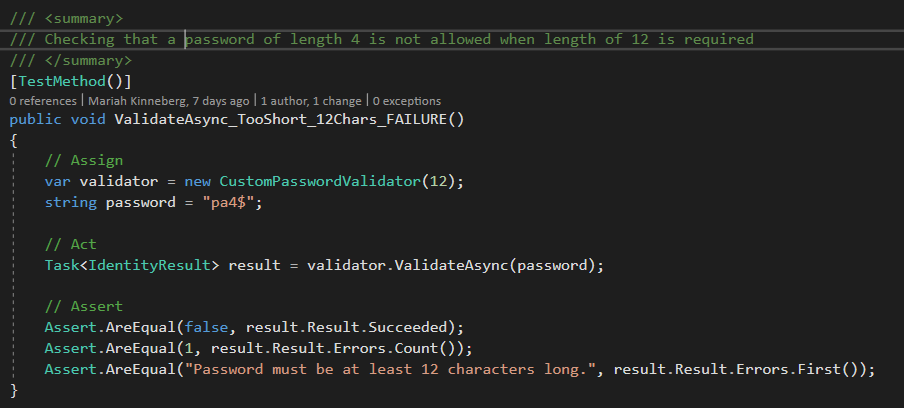 /// <summary>
/// Checking that a password of length 4 is not allowed when length of 12 is required
/// </summary>
[TestMethod()]
0 references | Mariah Kinneberg, 7 days ago | 1 author, 1 change | 0 exceptions
public void ValidateAsync_TooShort_12Chars_FAILURE()
{
    // Assign
    var validator = new CustomPasswordValidator(12);
    string password = "pa4$";
    // Act
    Task<IdentityResult> result = validator.ValidateAsync(password);
    // Assert
    Assert.AreEqual(false, result.Result.Succeeded);
    Assert.AreEqual(1, result.Result.Errors.Count());
    Assert.AreEqual("Password must be at least 12 characters long.", result.Result.Errors.First());
}